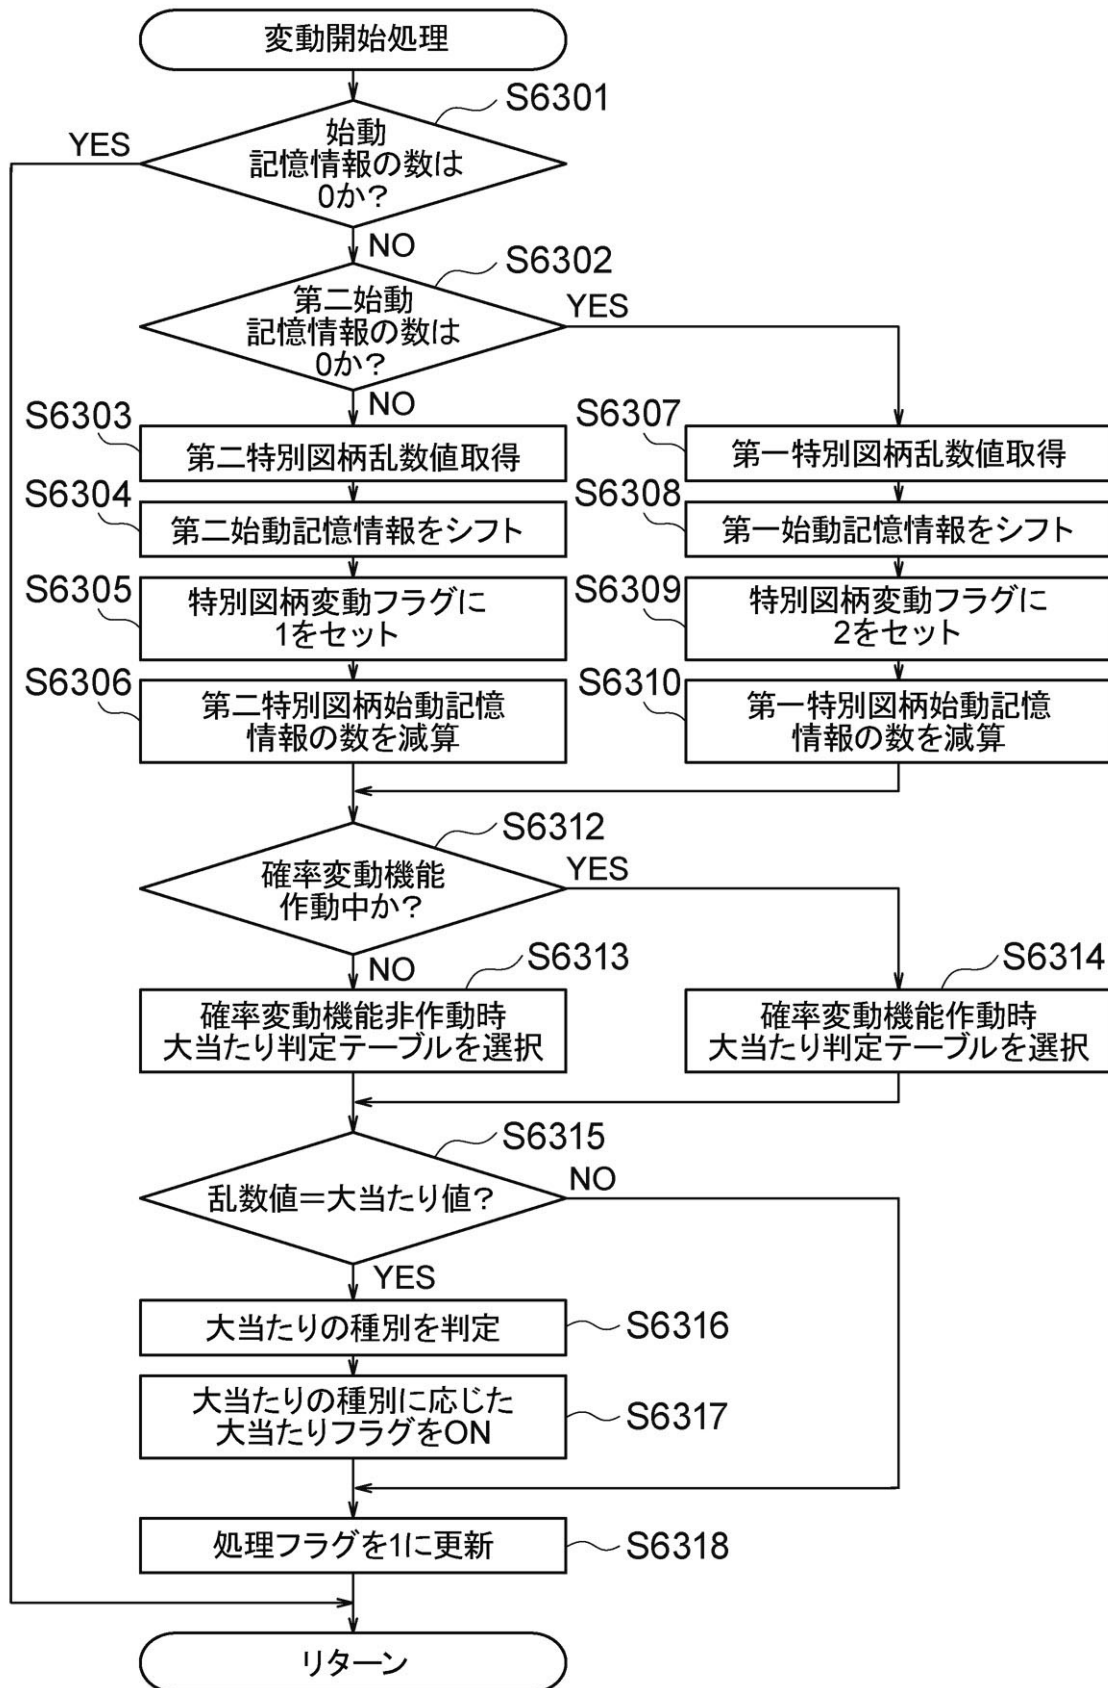 変動開始処理
S6301
YES
始動
記憶情報の数は
0か?
NO
S6302
第二始動
記憶情報の数は
0か?
YES
NO
S6303
第二特別図柄乱数値取得
S6307
第一特別図柄乱数値取得
S6304
第二始動記憶情報をシフト
S6308
第一始動記憶情報をシフト
S6305
特別図柄変動フラグに
1をセット
S6309
特別図柄変動フラグに
2をセット
S6306
第二特別図柄始動記憶
情報の数を減算
S6310
第一特別図柄始動記憶
情報の数を減算
S6312
確率変動機能
作動中か?
YES
NO
S6313
確率変動機能非作動時
大当たり判定テーブルを選択
S6314
確率変動機能作動時
大当たり判定テーブルを選択
S6315
乱数値=大当たり値?
NO
YES
大当たりの種別を判定
S6316
大当たりの種別に応じた
大当たりフラグをON
S6317
処理フラグを1に更新
S6318
リターン